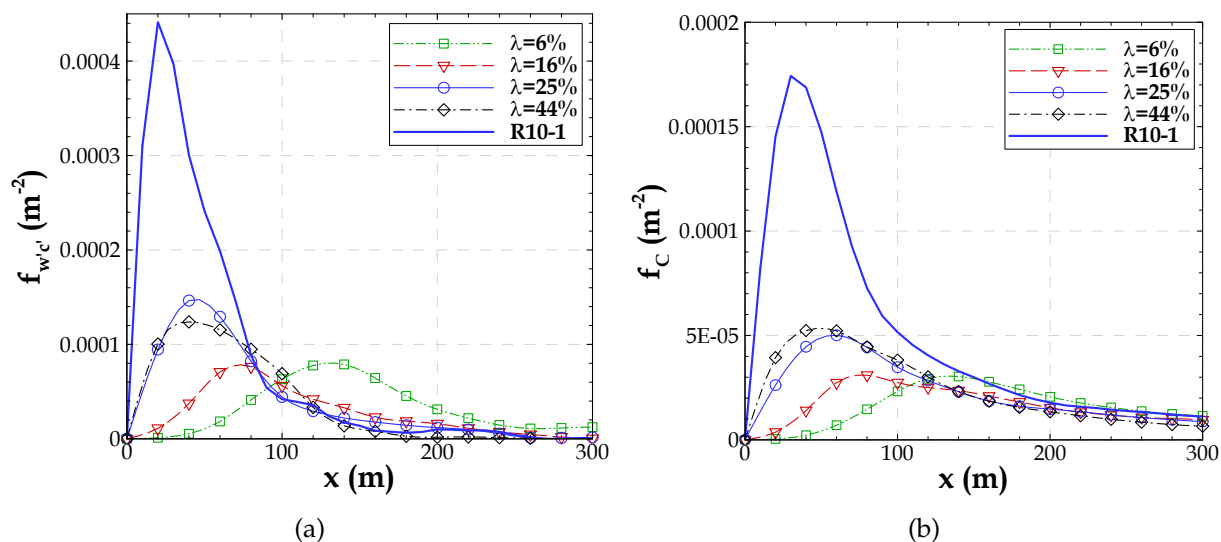 λ=6%
λ=16%
λ=25%
λ=44%
R10-1
0.0004
0.0003
0.0002
0.0001
0
0
100
200
300
f_w'c' (m⁻²)
x (m)
(a)
λ=6%
λ=16%
λ=25%
λ=44%
R10-1
0.0002
0.00015
0.0001
5E-05
0
0
100
200
300
f_C (m⁻²)
x (m)
(b)